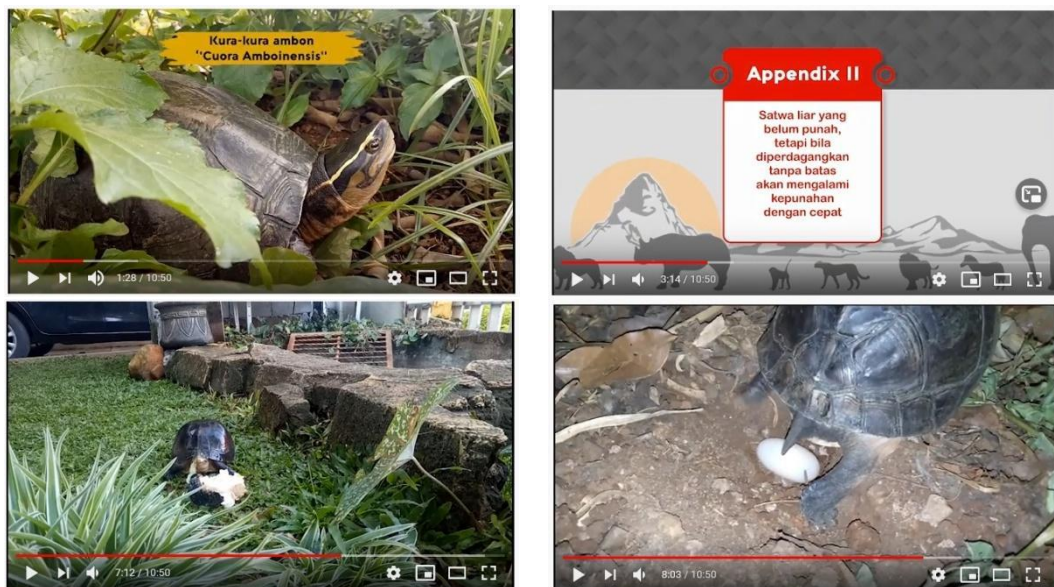 Kura-kura ambon
"Cuora Amboinensis"
1:28 / 10:50
Appendix II
Satwa liar yang
belum punah,
tetapi bila
diperdagangkan
tanpa batas
akan mengalami
kepunahan
dengan cepat
3:14 / 10:50
7:12 / 10:50
8:03 / 10:50